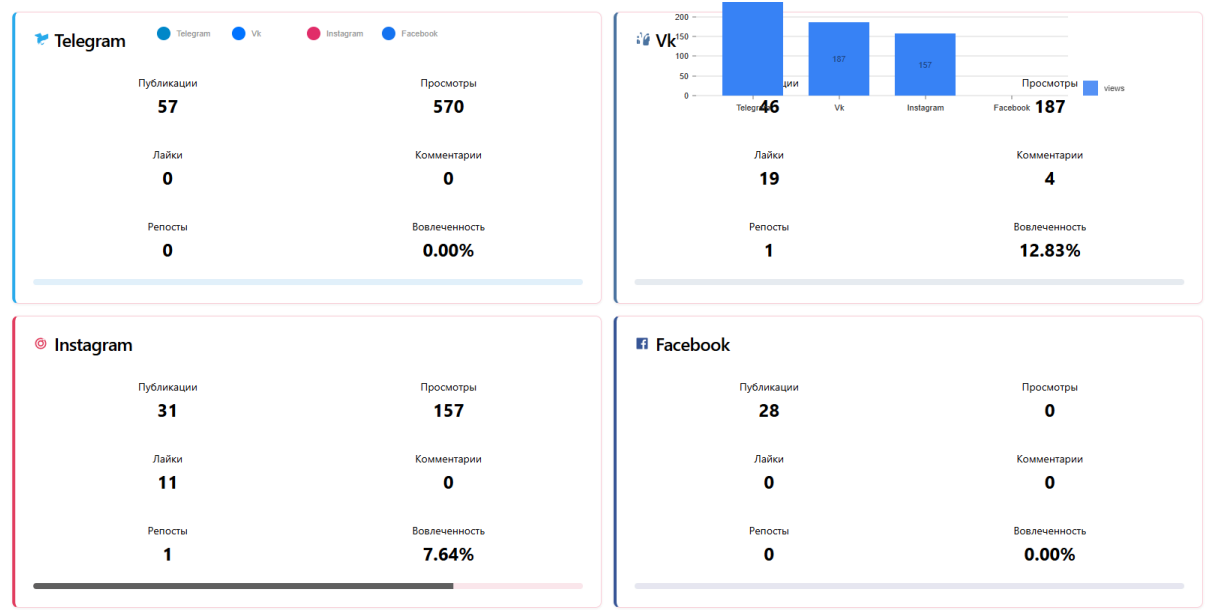 Telegram
Telegram Vk Instagram Facebook
Публикации Просмотры
57 570
Лайки Комментарии
0 0
Репосты Вовлеченность
0 0.00%
Vk
200
150
100
50
0
187
157
Vk Instagram Facebook
views
Просмотры
46 187
Лайки Комментарии
19 4
Репосты Вовлеченность
1 12.83%
Instagram
Публикации Просмотры
31 157
Лайки Комментарии
11 0
Репосты Вовлеченность
1 7.64%
Facebook
Публикации Просмотры
28 0
Лайки Комментарии
0 0
Репосты Вовлеченность
0 0.00%